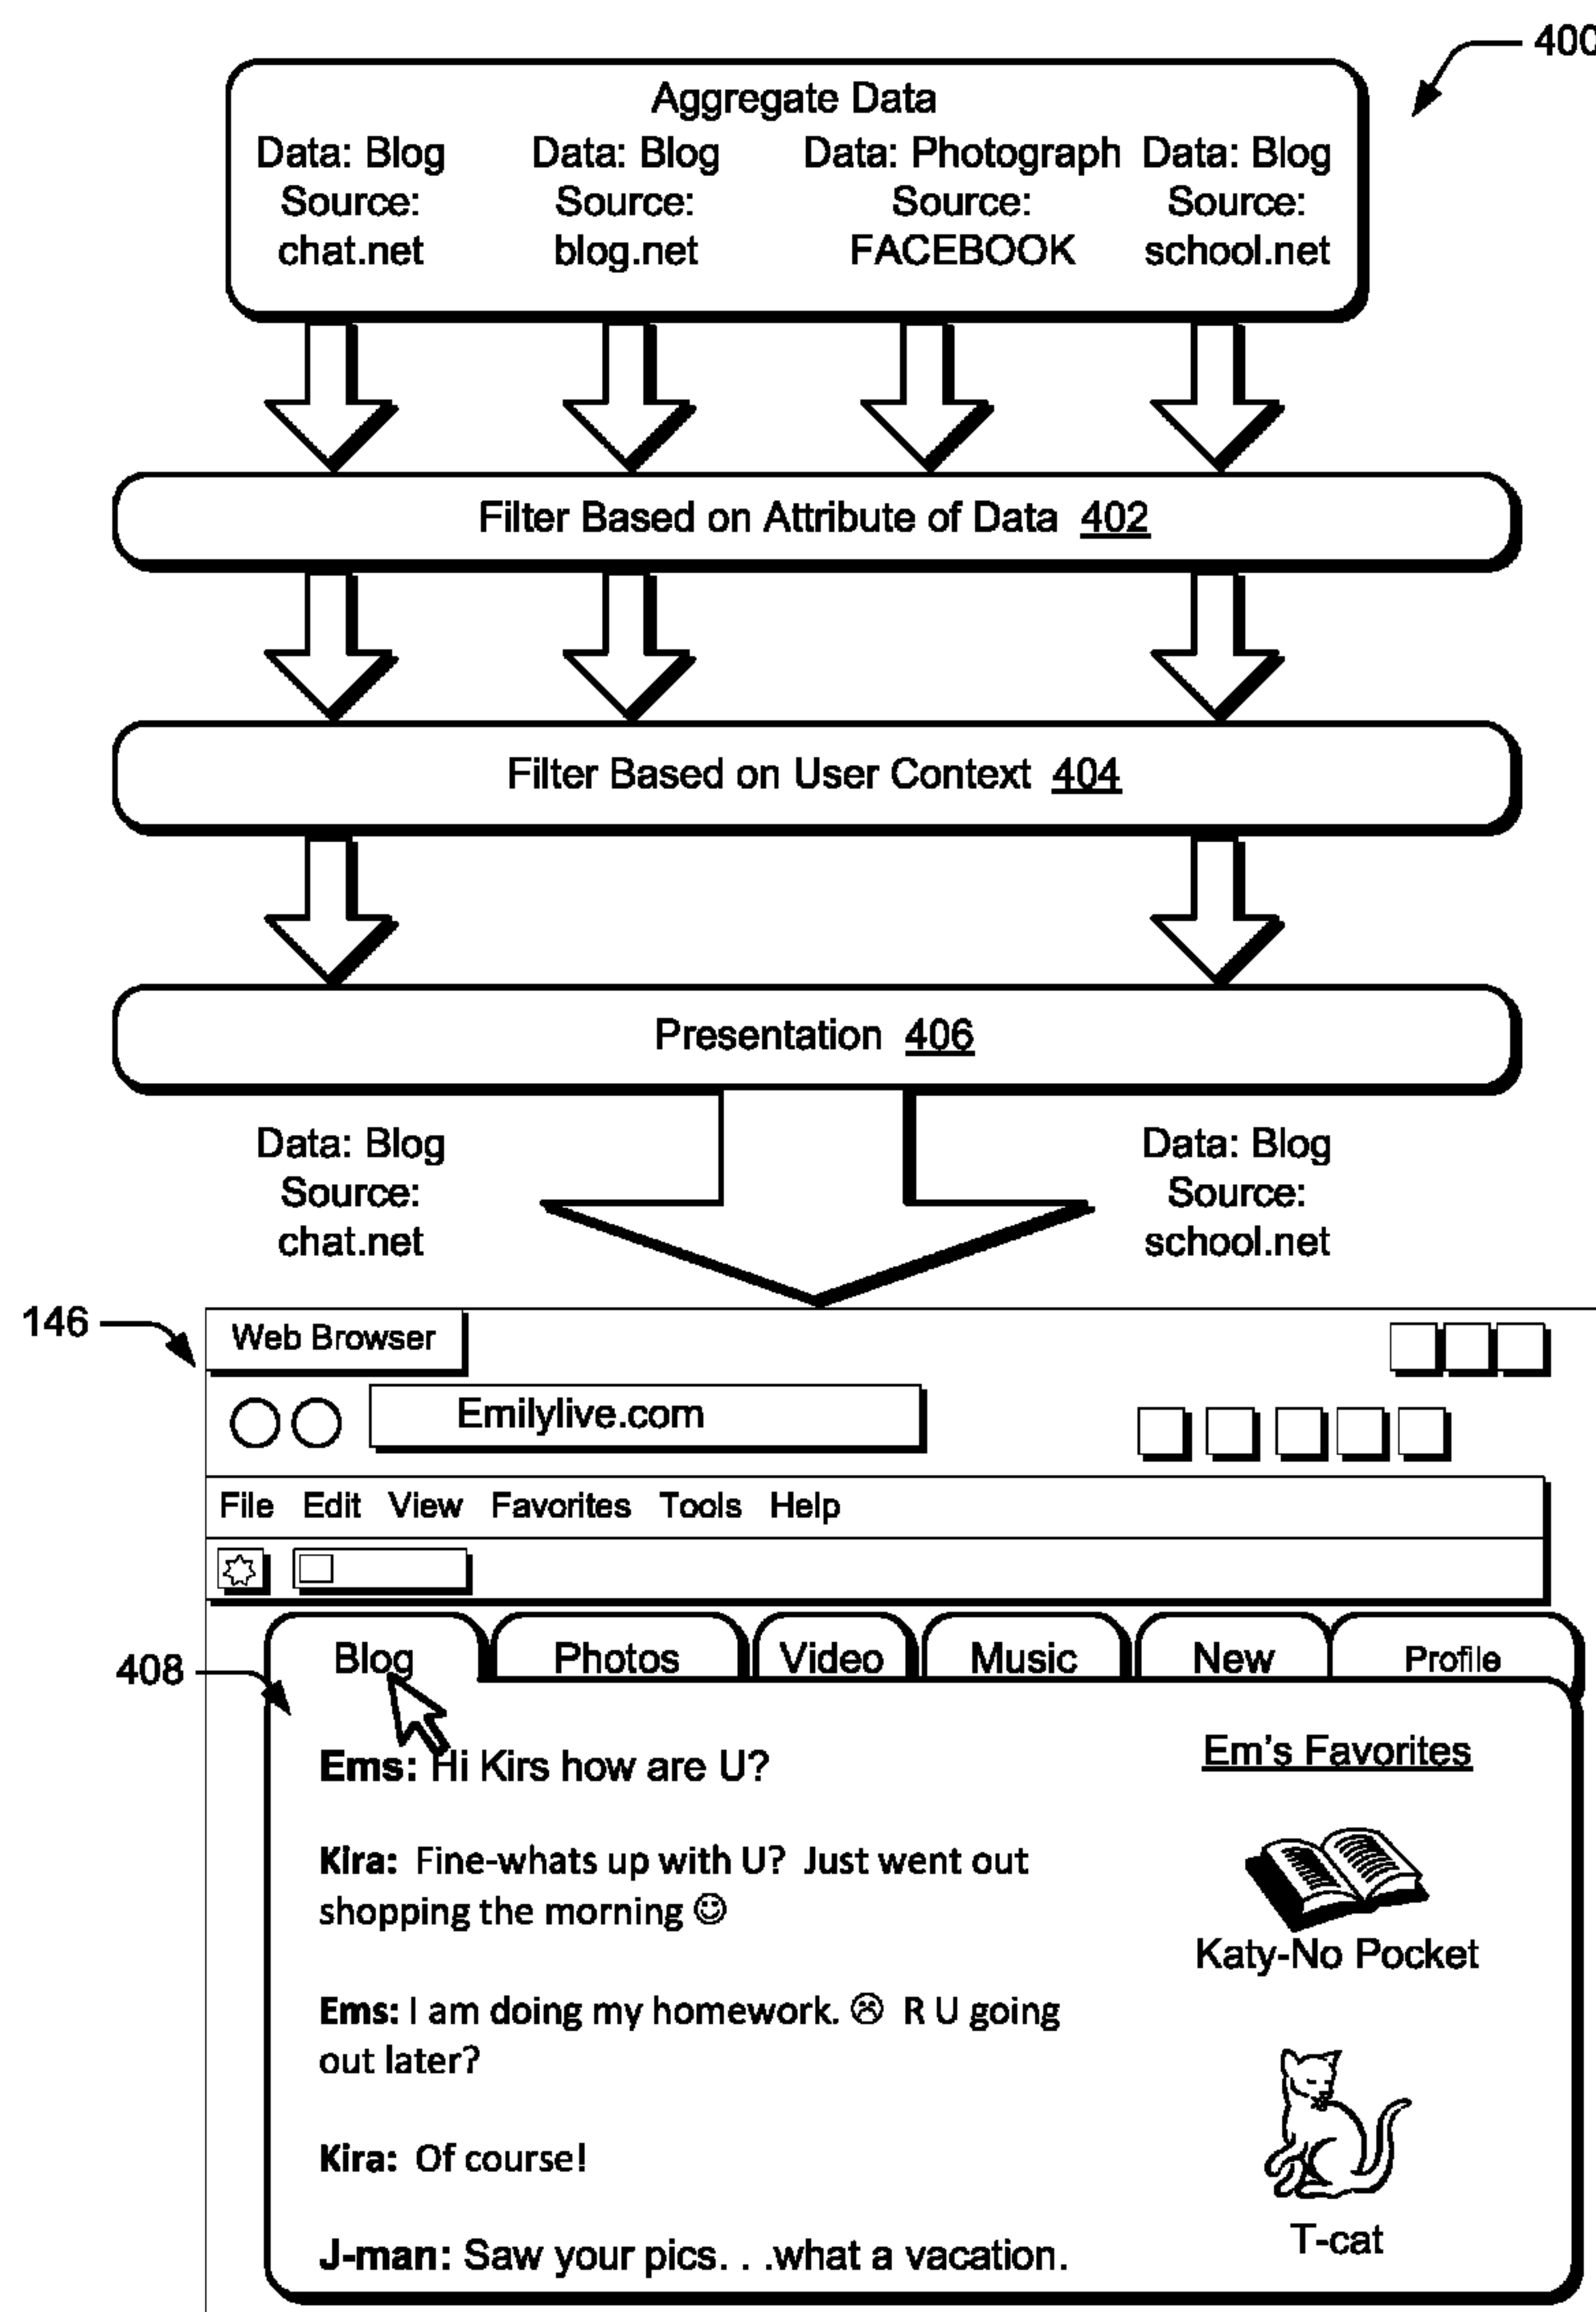 400
Aggregate Data
Data: Blog Data: Blog Data: Photograph Data: Blog
Source: Source: Source: Source:
chat.net blog.net FACEBOOK school.net
Filter Based on Attribute of Data 402
Filter Based on User Context 404
Presentation 406
Data: Blog Data: Blog
Source: Source:
chat.net school.net
146
Web Browser
Emilylive.com
File Edit View Favorites Tools Help
Blog Photos Video Music New Profile
408
Ems: Hi Kirs how are U?
Em's Favorites
Kira: Fine-whats up with U? Just went out
shopping the morning ☺
Katy-No Pocket
Ems: I am doing my homework. ☹ R U going
out later?
Kira: Of course!
T-cat
J-man: Saw your pics. . .what a vacation.